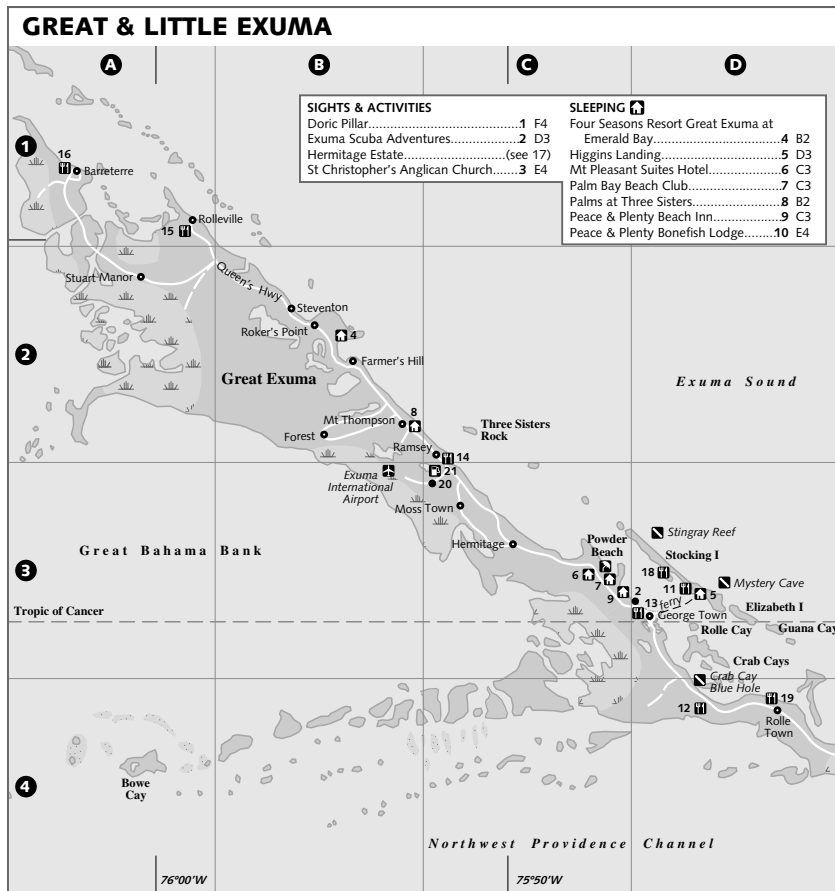 GREAT & LITTLE EXUMA
A B C D
SIGHTS & ACTIVITIES
Doric Pillar..............................1 F4
Exuma Scuba Adventures..........2 D3
Hermitage Estate....................(see 17)
St Christopher's Anglican Church....3 E4
SLEEPING
Four Seasons Resort Great Exuma at
Emerald Bay............................4 B2
Higgins Landing........................5 D3
Mt Pleasant Suites Hotel............6 C3
Palm Bay Beach Club................7 C3
Palms at Three Sisters..............8 B2
Peace & Plenty Beach Inn..........9 C3
Peace & Plenty Bonefish Lodge.......10 E4
1
16
Barreterre
Rolleville
15
Stuart Manor
Queen's Hwy
Steventon
Roker's Point
4
2
Farmer's Hill
Great Exuma
Exuma Sound
8
Mt Thompson
Three Sisters
Rock
Forest
Ramsey
14
Exuma
International
Airport
21
20
Moss Town
Hermitage
Powder
Beach
Stingray Reef
Stocking I
Great Bahama Bank
3
18
6
7
11
Mystery Cave
9
2
5
13
ferry
Elizabeth I
Tropic of Cancer
George Town
Rolle Cay
Guana Cay
Crab Cays
Crab Cay
Blue Hole
12
19
Rolle
Town
4
Bowe
Cay
Northwest Providence Channel
76°00'W
75°50'W